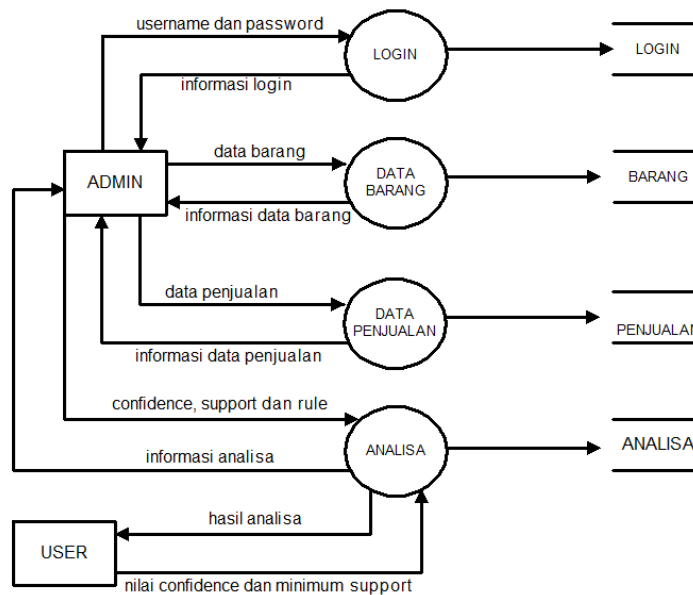 username dan password
LOGIN
LOGIN
informasi login
data barang
ADMIN
DATA
BARANG
BARANG
informasi data barang
data penjualan
DATA
PENJUALAN
PENJUALAN
informasi data penjualan
confidence, support dan rule
ANALISA
ANALISA
informasi analisa
hasil analisa
USER
nilai confidence dan minimum support